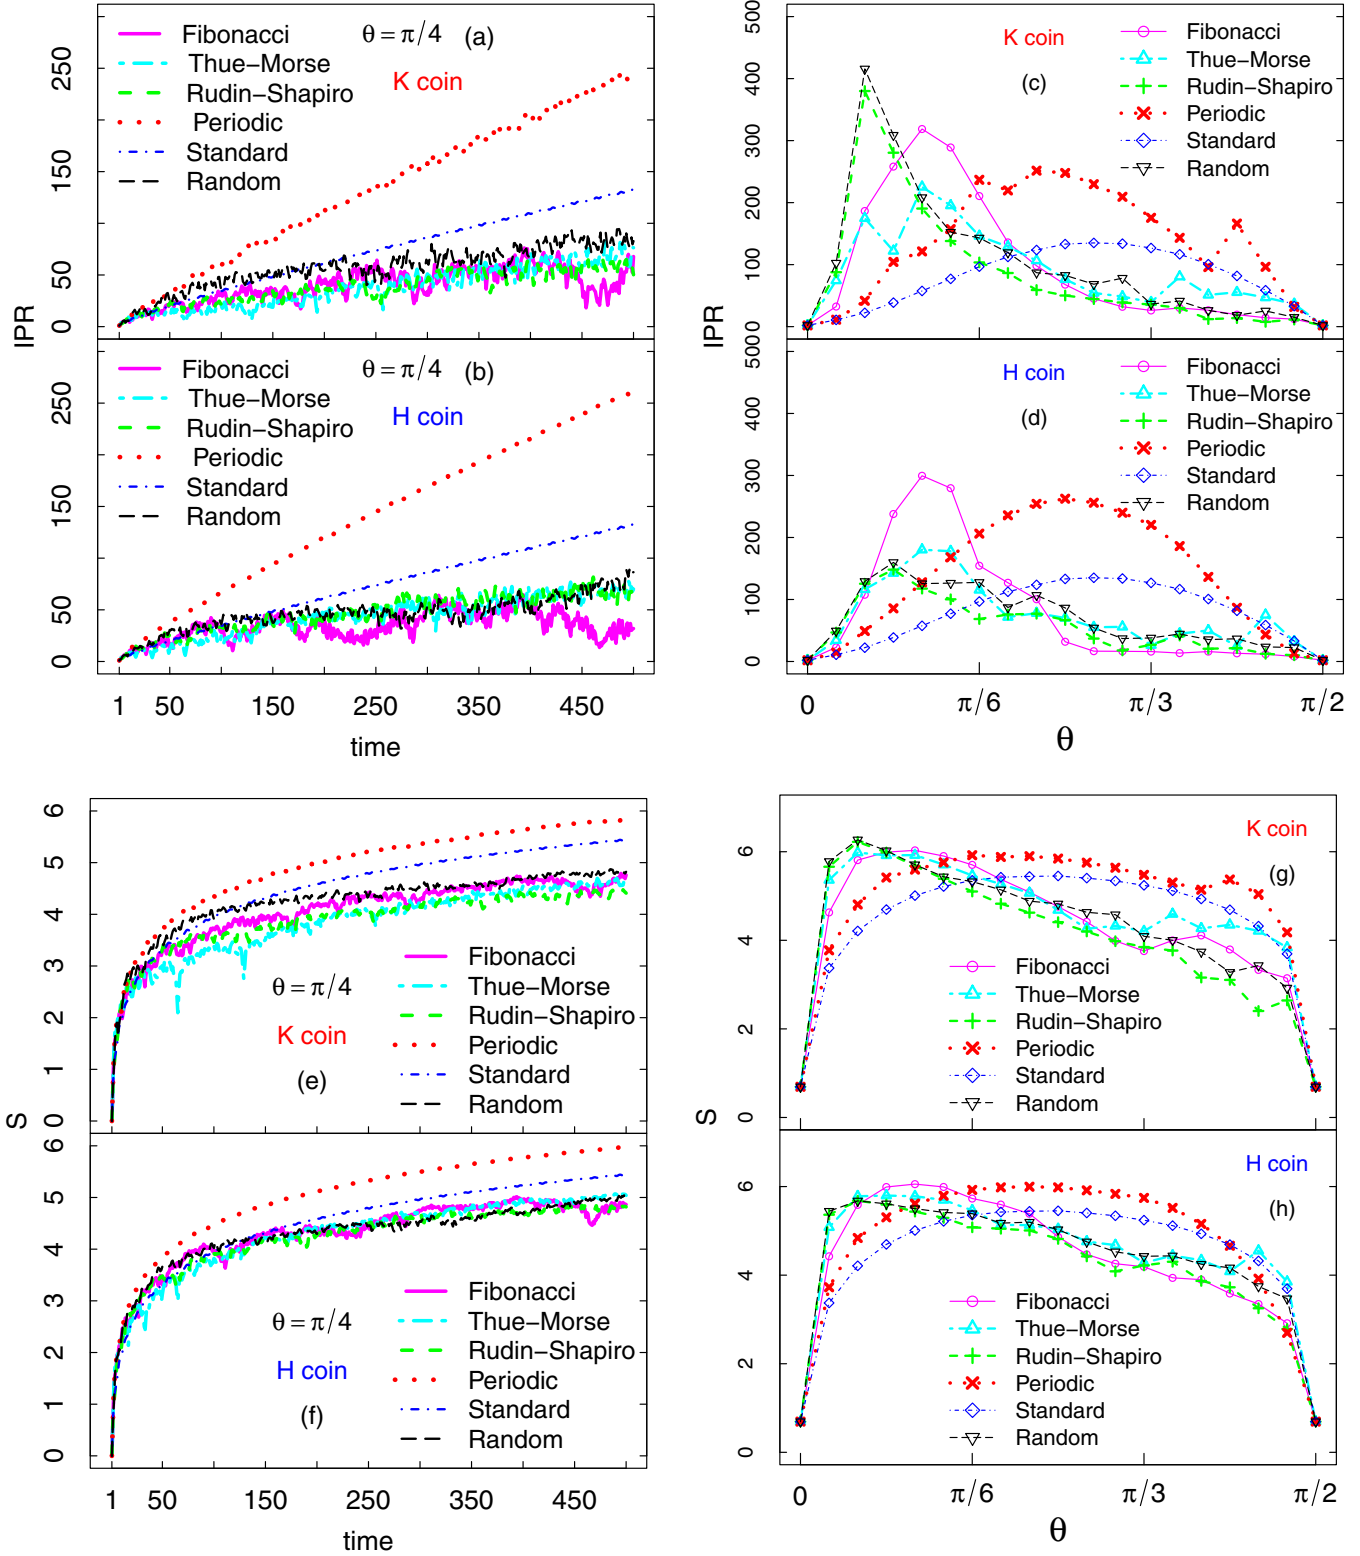 Fibonacci θ = π/4 (a)
Thue−Morse
K coin
Rudin−Shapiro
Periodic
Standard
Random
0 50 150 250
IPR
Fibonacci θ = π/4 (b)
Thue−Morse
H coin
Rudin−Shapiro
Periodic
Standard
Random
0 50 150 250
1 50 150 250 350 450
time
K coin Fibonacci
Thue−Morse
(c)
Rudin−Shapiro
Periodic
Standard
Random
0 100 200 300 400 500
IPR
H coin Fibonacci
Thue−Morse
(d)
Rudin−Shapiro
Periodic
Standard
Random
0 100 200 300 400 500
0 π/6 π/3 π/2
θ
Fibonacci
θ = π/4 Thue−Morse
Rudin−Shapiro
K coin
Periodic
(e)
Standard
Random
0 1 2 3 4 5 6
S
Fibonacci
θ = π/4 Thue−Morse
Rudin−Shapiro
H coin
Periodic
(f)
Standard
Random
0 1 2 3 4 5 6
1 50 150 250 350 450
time
K coin
(g)
Fibonacci
Thue−Morse
Rudin−Shapiro
Periodic
Standard
Random
0 2 4 6
S
H coin
(h)
Fibonacci
Thue−Morse
Rudin−Shapiro
Periodic
Standard
Random
0 2 4 6
0 π/6 π/3 π/2
θ